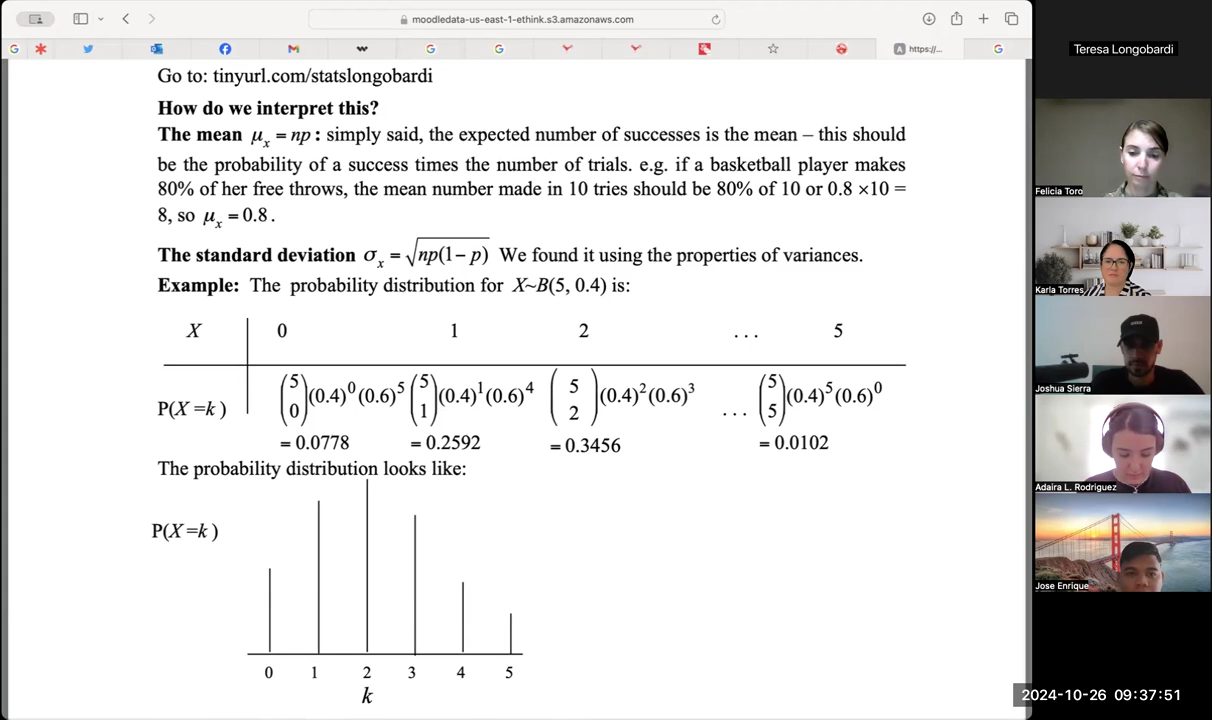 moodledata-us-east-1-ethink.s3.amazonaws.com
https://...
Go to: tinyurl.com/statslongobardi
How do we interpret this?
The mean μₓ = np : simply said, the expected number of successes is the mean – this should
be the probability of a success times the number of trials. e.g. if a basketball player makes
80% of her free throws, the mean number made in 10 tries should be 80% of 10 or 0.8 ×10 =
8, so μₓ = 0.8 .
The standard deviation σₓ = √np(1− p) We found it using the properties of variances.
Example: The probability distribution for X~B(5, 0.4) is:
X 0 1 2 . . . 5
P(X =k ) (5 0)(0.4)⁰(0.6)⁵ (5 1)(0.4)¹(0.6)⁴ (5 2)(0.4)²(0.6)³ . . . (5 5)(0.4)⁵(0.6)⁰
= 0.0778 = 0.2592 = 0.3456 = 0.0102
The probability distribution looks like:
P(X =k )
0 1 2 3 4 5
k
Teresa Longobardi
Felicia Toro
Karla Torres
Joshua Sierra
Adaira L. Rodriguez
Jose Enrique
2024-10-26 09:37:51